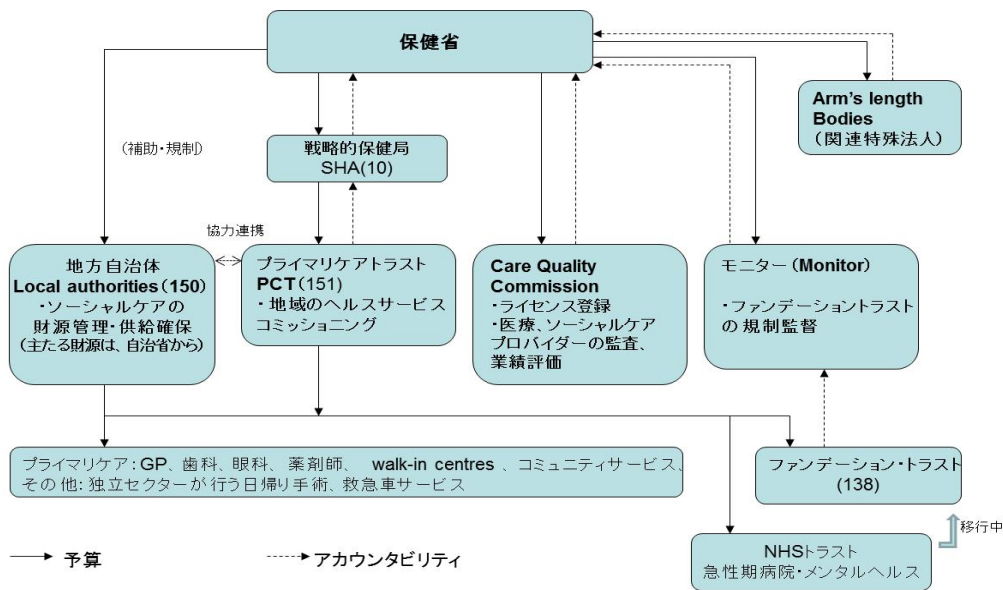 保健省
Arm's length
Bodies
（関連特殊法人）
（補助・規制）
戦略的保健局
SHA(10)
協力連携
地方自治体
Local authorities（150）
・ソーシャルケアの
財源管理・供給確保
（主たる財源は、自治省から）
プライマリケアトラスト
PCT（151）
・地域のヘルスサービス
コミッショニング
Care Quality
Commission
・ライセンス登録
・医療、ソーシャルケア
プロバイダーの監査、
業績評価
モニター（Monitor）
・ファンデーショントラスト
の規制監督
プライマリケア：GP、歯科、眼科、薬剤師、 walk-in centres 、コミュニティサービス、
その他：独立セクターが行う日帰り手術、救急車サービス
ファンデーション・トラスト
(138)
移行中
NHSトラスト
急性期病院・メンタルヘルス
予算
アカウンタビリティ